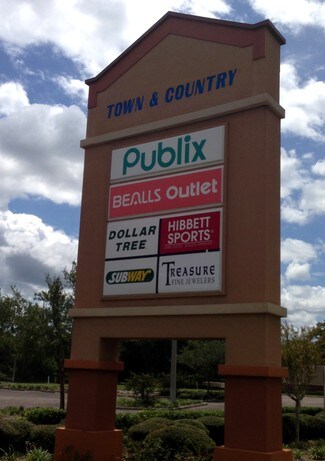 TOWN & COUNTRY
Publix
BEALLS OUTLET
DOLLAR TREE
HIBBETT SPORTS
SUBWAY
TREASURE FINE JEWELERS